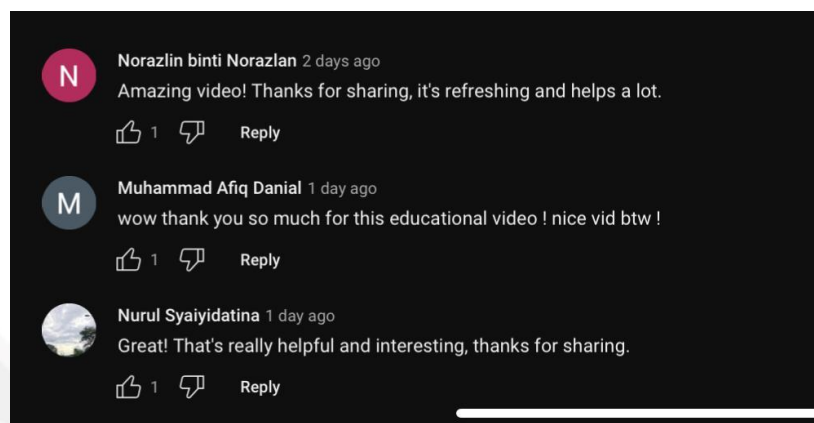 N
Norazlin binti Norazlan 2 days ago
Amazing video! Thanks for sharing, it's refreshing and helps a lot.
1 Reply
M
Muhammad Afiq Danial 1 day ago
wow thank you so much for this educational video ! nice vid btw !
1 Reply
Nurul Syaiyidatina 1 day ago
Great! That's really helpful and interesting, thanks for sharing.
1 Reply